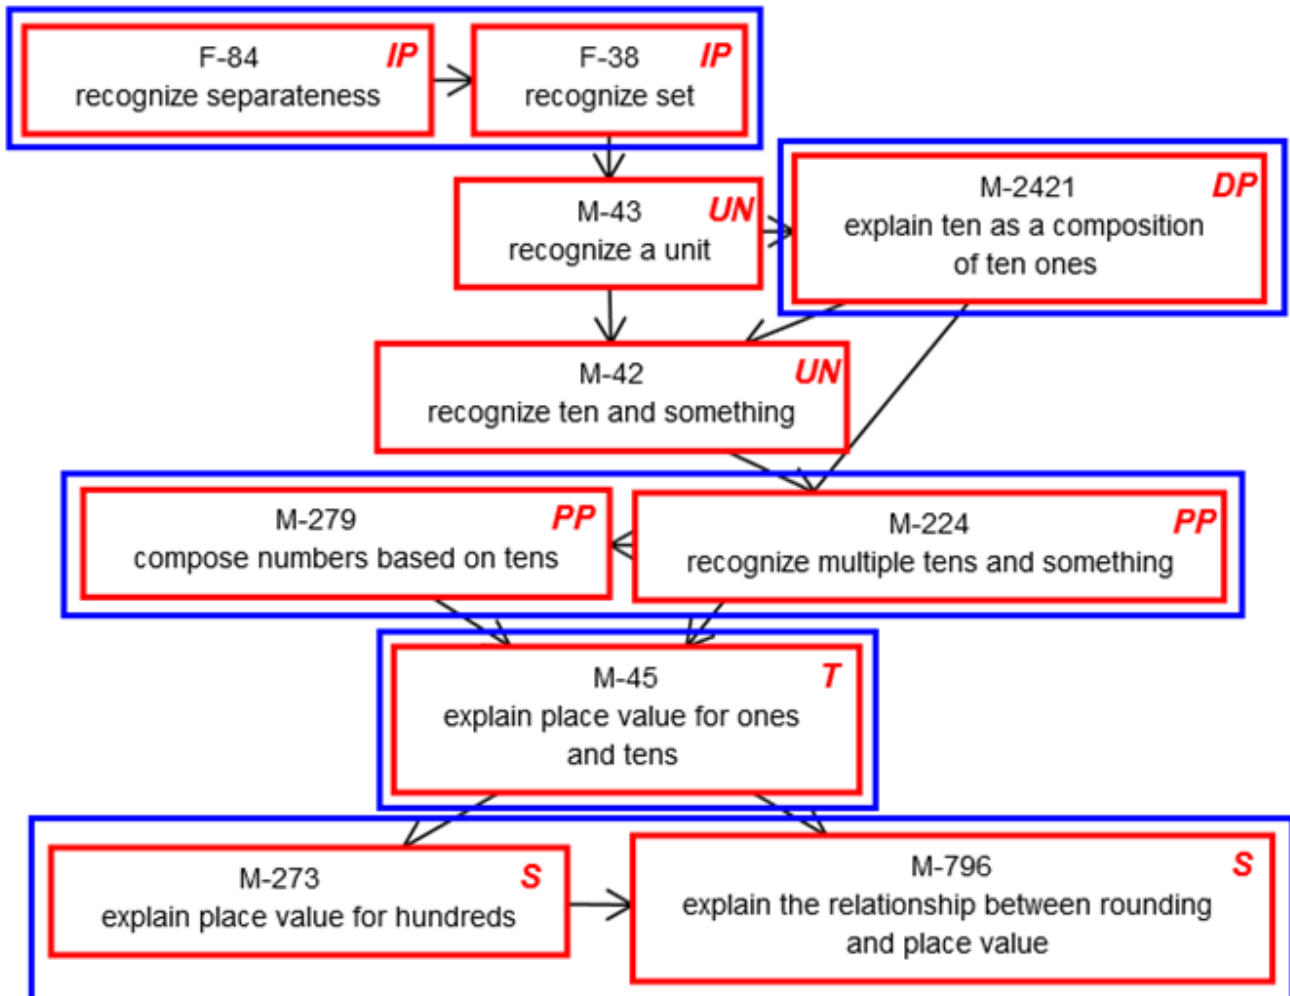 F-84
IP
recognize separateness
F-38
IP
recognize set
M-43
UN
recognize a unit
M-2421
DP
explain ten as a composition
of ten ones
M-42
UN
recognize ten and something
M-279
PP
compose numbers based on tens
M-224
PP
recognize multiple tens and something
M-45
T
explain place value for ones
and tens
M-273
S
explain place value for hundreds
M-796
S
explain the relationship between rounding
and place value